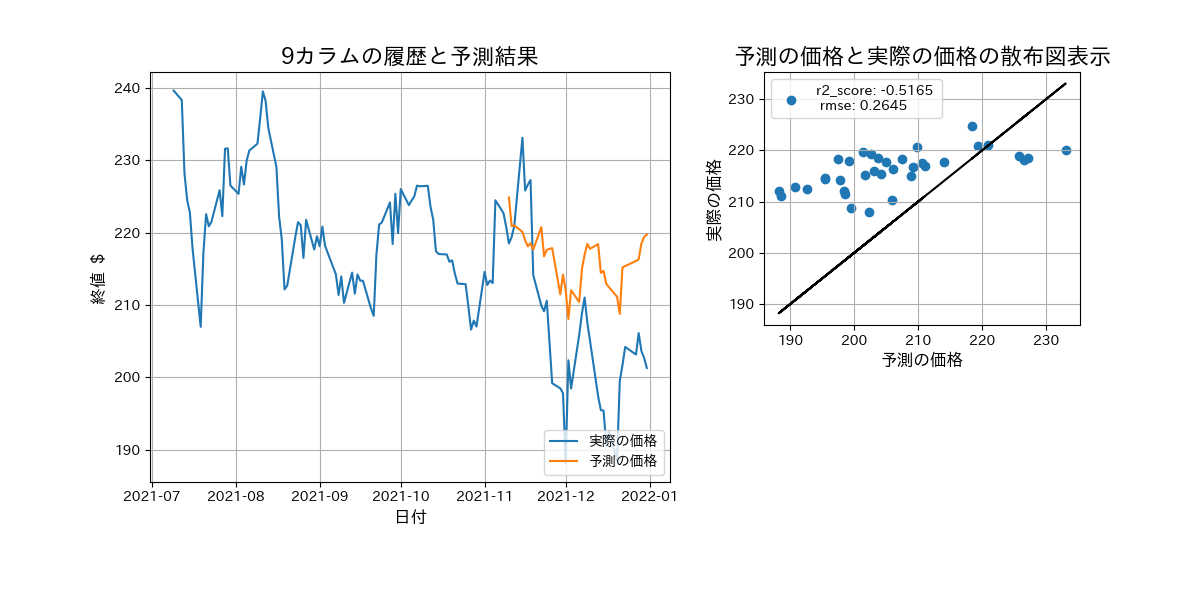 9カラムの履歴と予測結果
240
230
220
210
200
190
終値 $
2021-07 2021-08 2021-09 2021-10 2021-11 2021-12 2022-01
日付
実際の価格
予測の価格
予測の価格と実際の価格の散布図表示
r2_score: -0.5165
rmse: 0.2645
230
220
210
200
190
実際の価格
190 200 210 220 230
予測の価格